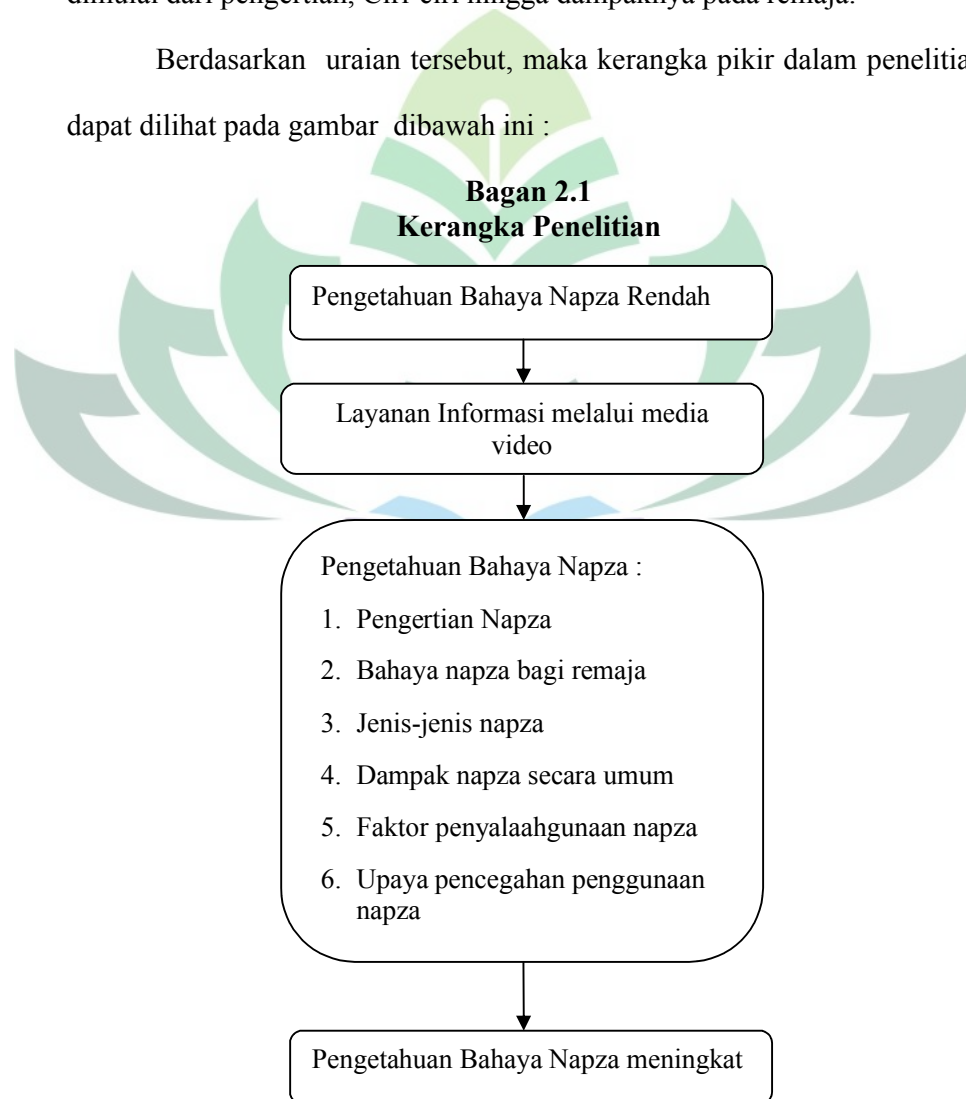 dimulai dari pengertian, Ciri-ciri hingga dampaknya pada remaja.
Berdasarkan uraian tersebut, maka kerangka pikir dalam penelitia
dapat dilihat pada gambar dibawah ini :
Bagan 2.1
Kerangka Penelitian
Pengetahuan Bahaya Napza Rendah
Layanan Informasi melalui media
video
Pengetahuan Bahaya Napza :
1. Pengertian Napza
2. Bahaya napza bagi remaja
3. Jenis-jenis napza
4. Dampak napza secara umum
5. Faktor penyalaahgunaan napza
6. Upaya pencegahan penggunaan
napza
Pengetahuan Bahaya Napza meningkat